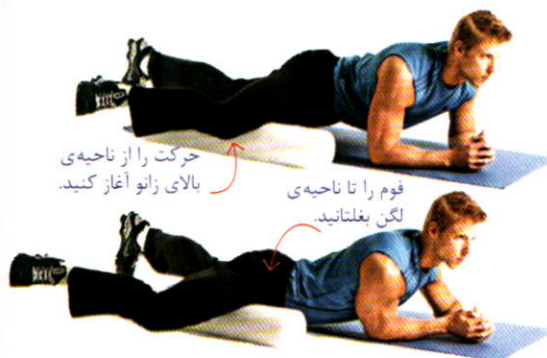 حرکت را از ناحیه‌ی
بالای زانو آغاز کنید.
فوم را تا ناحیه‌ی
لگن بغلتانید.